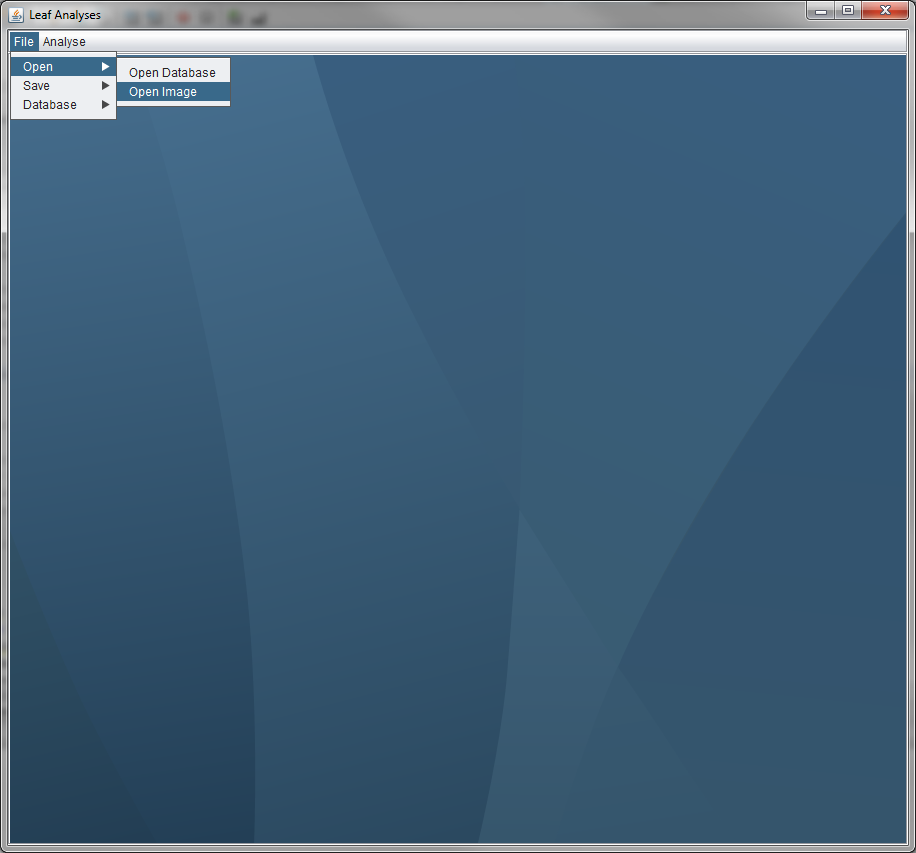 Leaf Analyses
File Analyse
Open
Save
Database
Open Database
Open Image